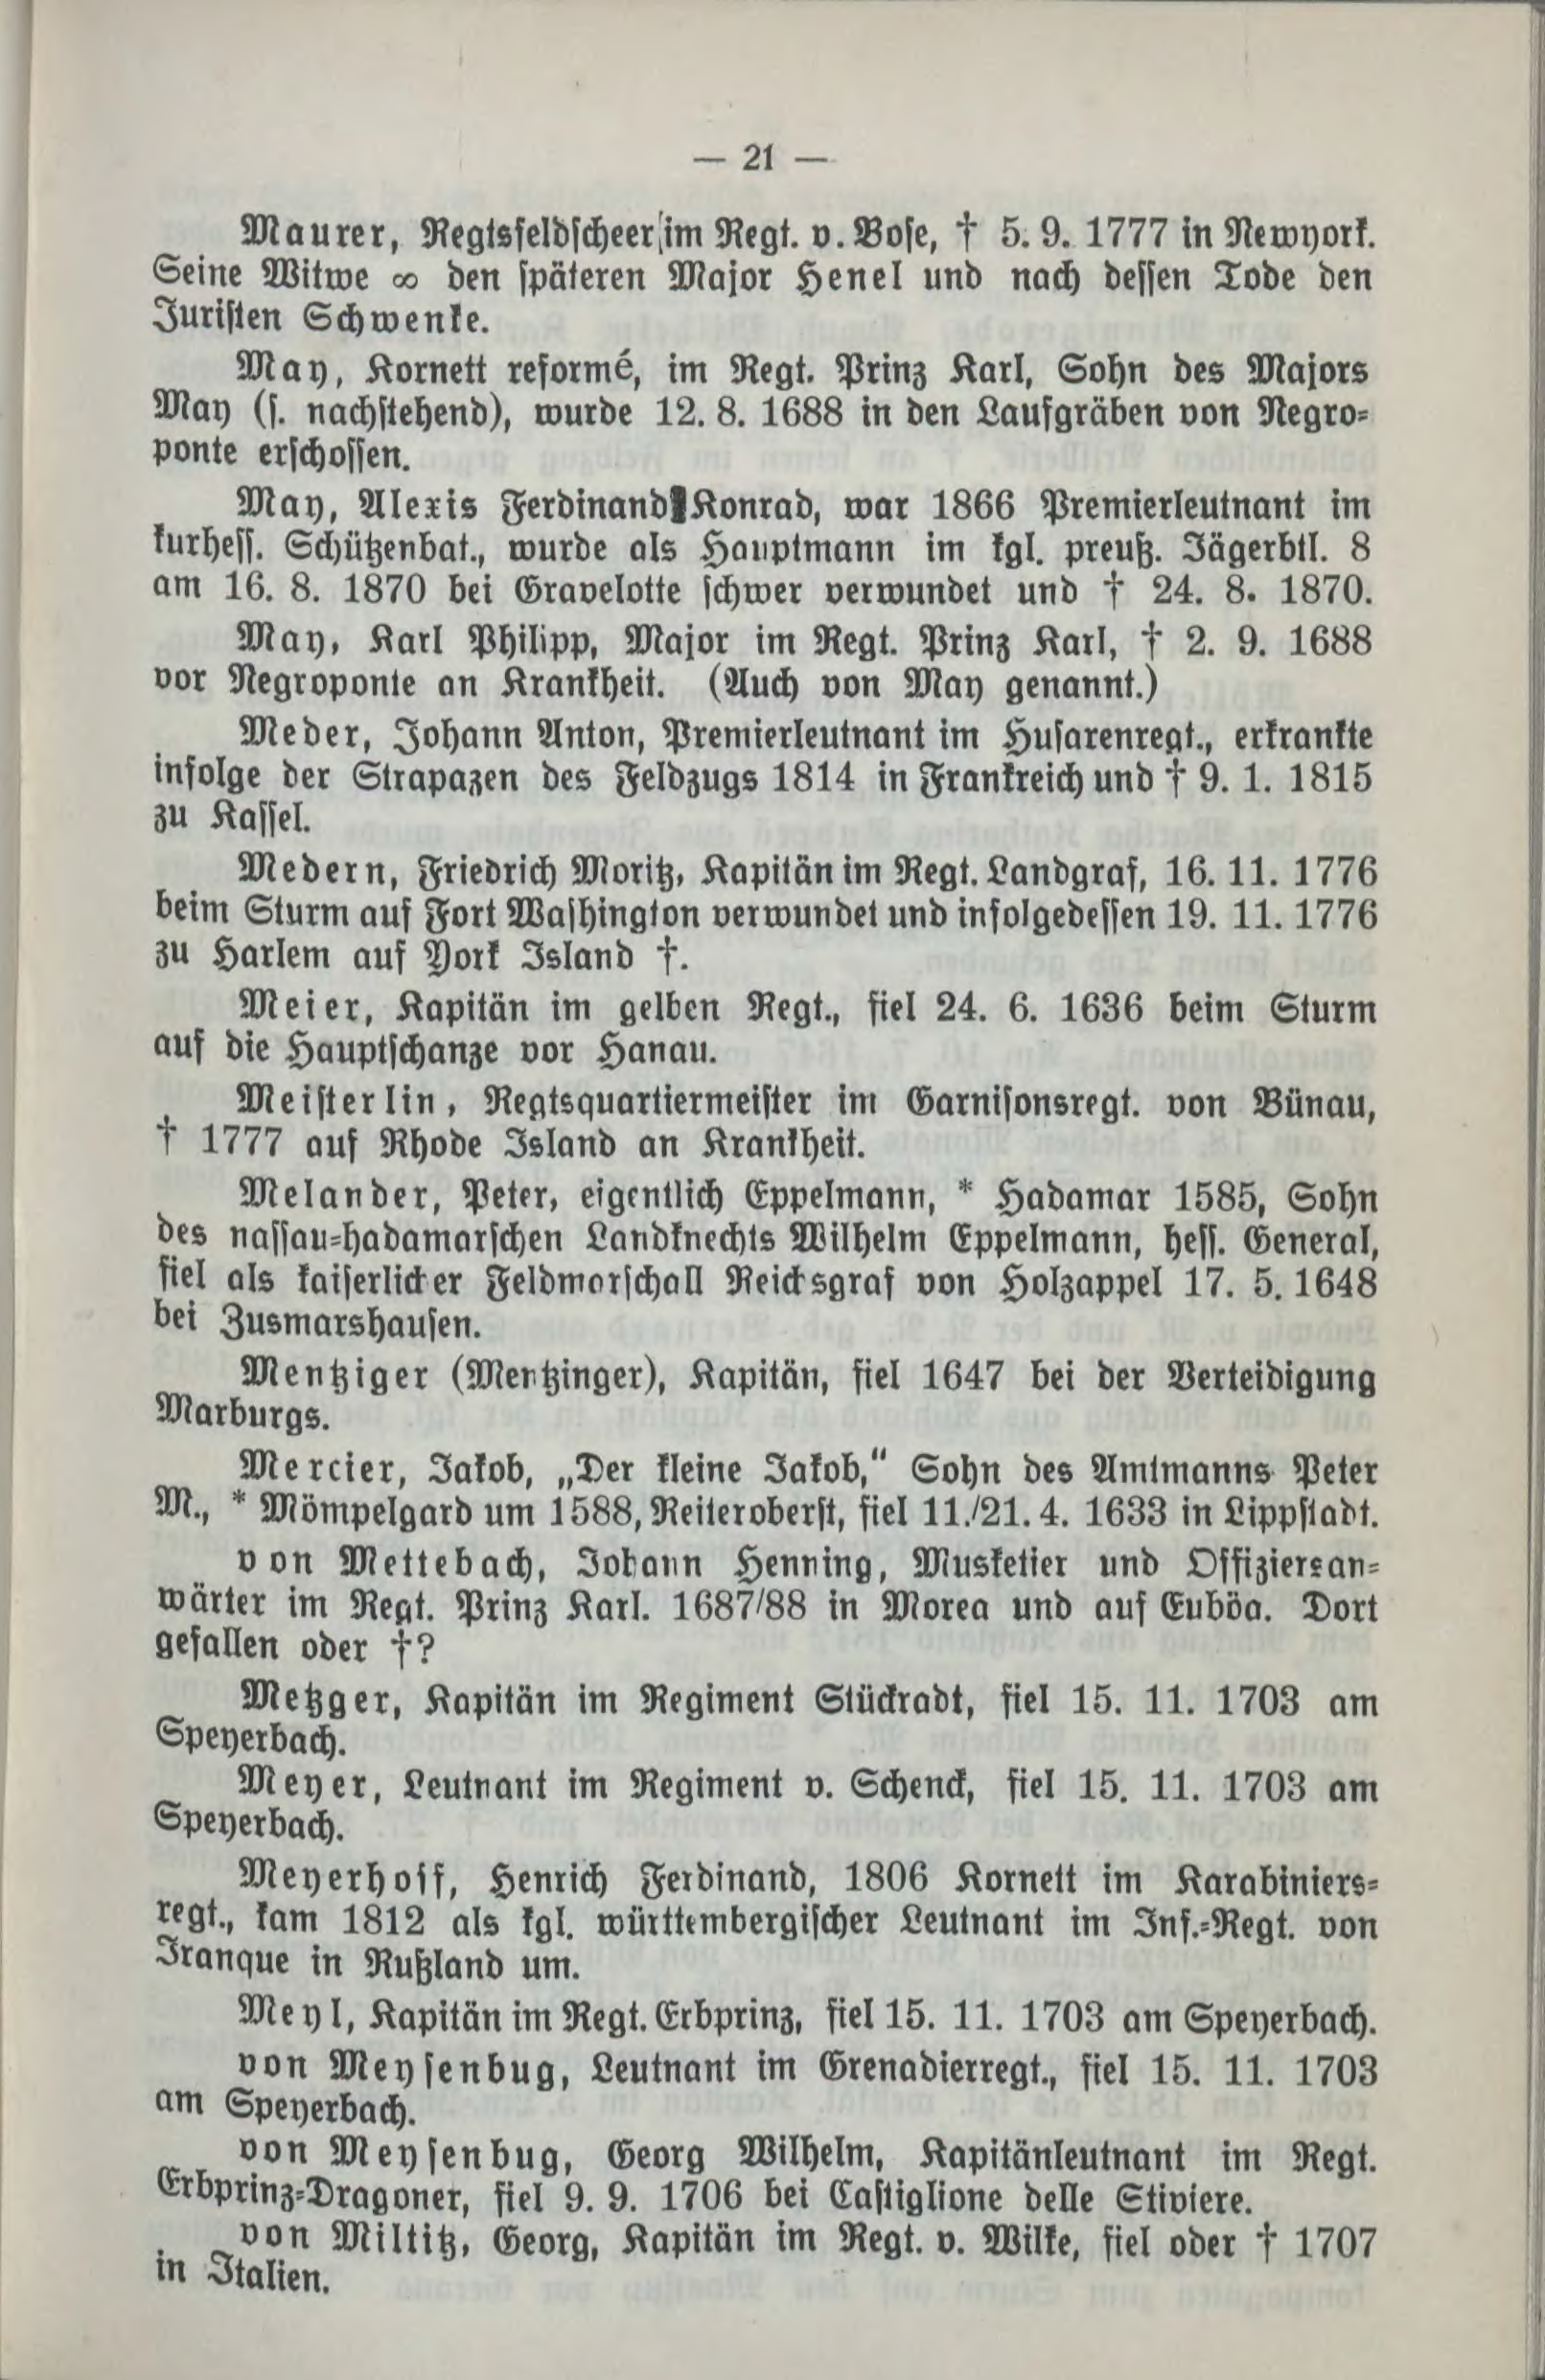 — 21 —
Maurer, Regtsfeldscheer im Regt. v. Bose, † 5. 9. 1777 in Newyork.
Seine Witwe ∞ den späteren Major Henel und nach dessen Tode den
Juristen Schwenke.
May, Kornett reformé, im Regt. Prinz Karl, Sohn des Majors
May (s. nachstehend), wurde 12. 8. 1688 in den Laufgräben von Negro-
ponte erschossen.
May, Alexis Ferdinand Konrad, war 1866 Premierleutnant im
kurhess. Schützenbat., wurde als Hauptmann im kgl. preuß. Jägerbtl. 8
am 16. 8. 1870 bei Gravelotte schwer verwundet und † 24. 8. 1870.
May, Karl Philipp, Major im Regt. Prinz Karl, † 2. 9. 1688
vor Negroponte an Krankheit. (Auch von May genannt.)
Meder, Johann Anton, Premierleutnant im Husarenregt., erkrankte
infolge der Strapazen des Feldzugs 1814 in Frankreich und † 9. 1. 1815
zu Kassel.
Medern, Friedrich Moritz, Kapitän im Regt. Landgraf, 16. 11. 1776
beim Sturm auf Fort Washington verwundet und infolgedessen 19. 11. 1776
zu Harlem auf York Island †.
Meier, Kapitän im gelben Regt., fiel 24. 6. 1636 beim Sturm
auf die Hauptschanze vor Hanau.
Meisterlin, Regtsquartiermeister im Garnisonsregt. von Bünau,
† 1777 auf Rhode Island an Krankheit.
Melander, Peter, eigentlich Eppelmann, * Hadamar 1585, Sohn
des nassau-hadamarschen Landknechts Wilhelm Eppelmann, hess. General,
fiel als kaiserlicher Feldmarschall Reichsgraf von Holzappel 17. 5. 1648
bei Zusmarshausen.
Mentziger (Mentzinger), Kapitän, fiel 1647 bei der Verteidigung
Marburgs.
Mercier, Jakob, „Der kleine Jakob,“ Sohn des Amtmanns Peter
M., * Mömpelgard um 1588, Reiteroberst, fiel 11./21. 4. 1633 in Lippstadt.
von Mettebach, Johann Henning, Musketier und Offiziersan-
wärter im Regt. Prinz Karl. 1687/88 in Morea und auf Euböa. Dort
gefallen oder †?
Metzger, Kapitän im Regiment Stückradt, fiel 15. 11. 1703 am
Speyerbach.
Meyer, Leutnant im Regiment v. Schenck, fiel 15. 11. 1703 am
Speyerbach.
Meyerhoff, Henrich Ferdinand, 1806 Kornett im Karabiniers-
regt., kam 1812 als kgl. württembergischer Leutnant im Inf.-Regt. von
Franque in Rußland um.
Meyl, Kapitän im Regt. Erbprinz, fiel 15. 11. 1703 am Speyerbach.
von Meysenbug, Leutnant im Grenadierregt., fiel 15. 11. 1703
am Speyerbach.
von Meysenbug, Georg Wilhelm, Kapitänleutnant im Regt.
Erbprinz-Dragoner, fiel 9. 9. 1706 bei Castiglione delle Stiviere.
von Miltitz, Georg, Kapitän im Regt. v. Wilke, fiel oder † 1707
in Italien.